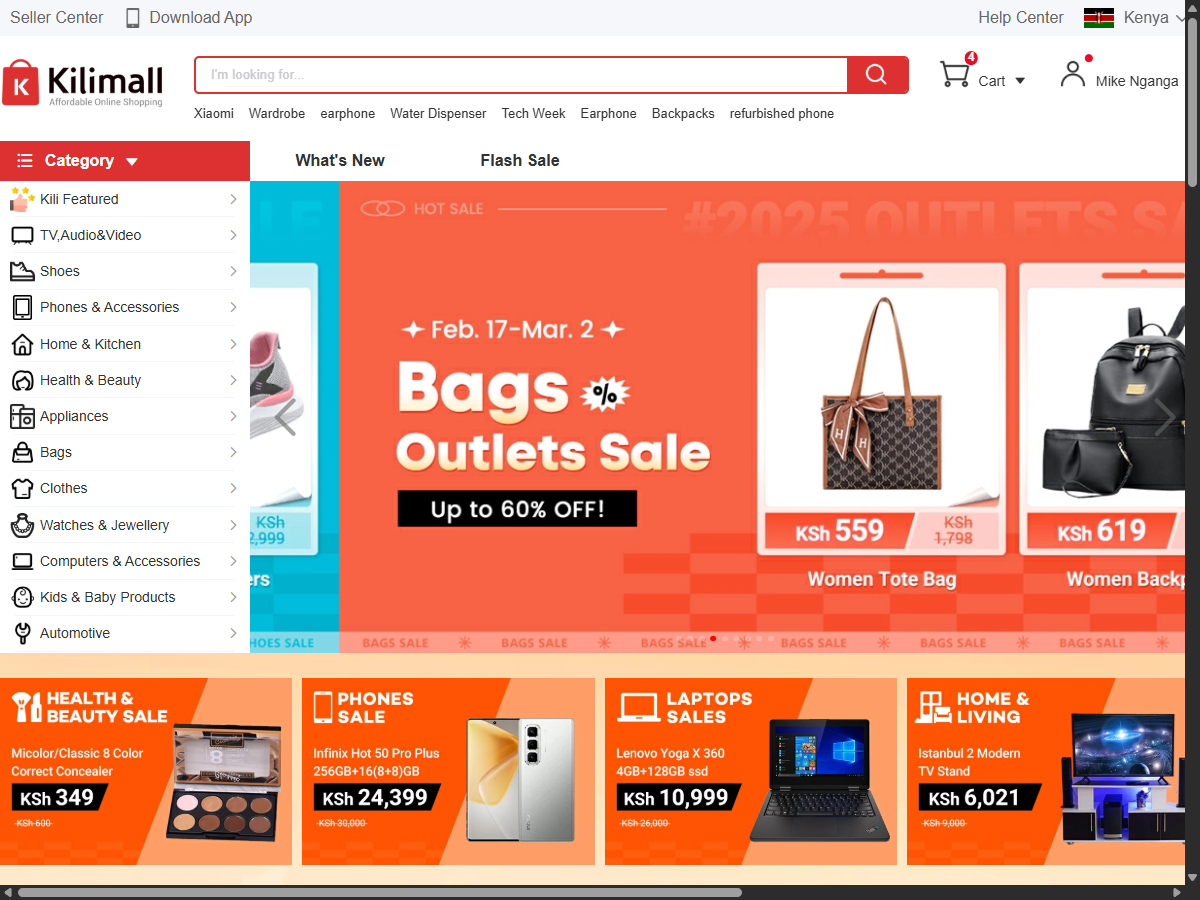 Seller Center
Download App
Help Center
Kenya
K
Kilimall
Affordable Online Shopping
I'm looking for...
4
Cart
Mike Nganga
Xiaomi
Wardrobe
earphone
Water Dispenser
Tech Week
Earphone
Backpacks
refurbished phone
Category
What's New
Flash Sale
Kili Featured
TV,Audio&Video
Shoes
Phones & Accessories
Home & Kitchen
Health & Beauty
Appliances
Bags
Clothes
Watches & Jewellery
Computers & Accessories
Kids & Baby Products
Automotive
LE
KSh
2,999
ers
HOES SALE
HOT SALE
#2025 OUTLETS SA
Feb. 17-Mar. 2
Bags %
Outlets Sale
Up to 60% OFF!
H H
KSh 559
KSh
1,798
Women Tote Bag
KSh 619
Women Backp
BAGS SALE
BAGS SALE
BAGS SALE
BAGS SALE
BAGS SALE
BAGS SALE
HEALTH &
BEAUTY SALE
Micolor/Classic 8 Color
Correct Concealer
KSh 349
KSh 600
PHONES
SALE
Infinix Hot 50 Pro Plus
256GB+16(8+8)GB
KSh 24,399
KSh 30,000
LAPTOPS
SALES
Lenovo Yoga X 360
4GB+128GB ssd
KSh 10,999
KSh 26,000
HOME &
LIVING
Istanbul 2 Modern
TV Stand
KSh 6,021
KSh 9,000